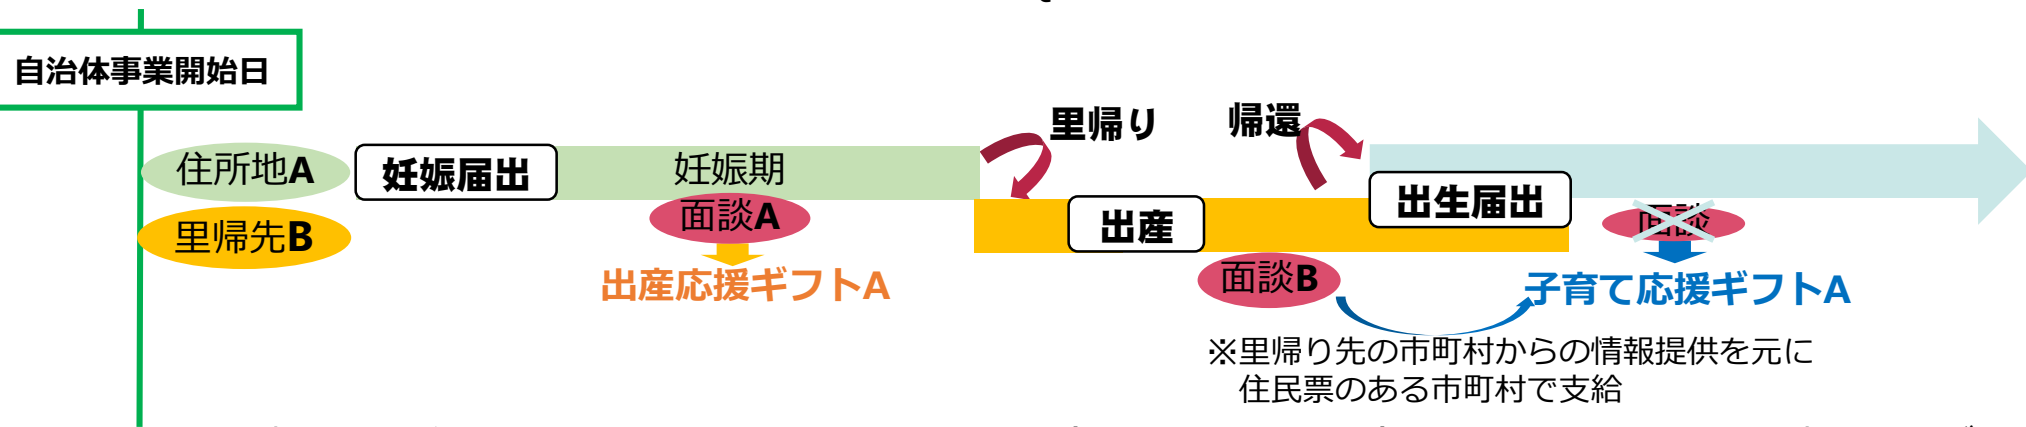 自治体事業開始日
里帰り
帰還
住所地A
妊娠届出
妊娠期
面談A
里帰先B
出産
出生届出
面談
出産応援ギフトA
面談B
子育て応援ギフトA
※里帰り先の市町村からの情報提供を元に
住民票のある市町村で支給